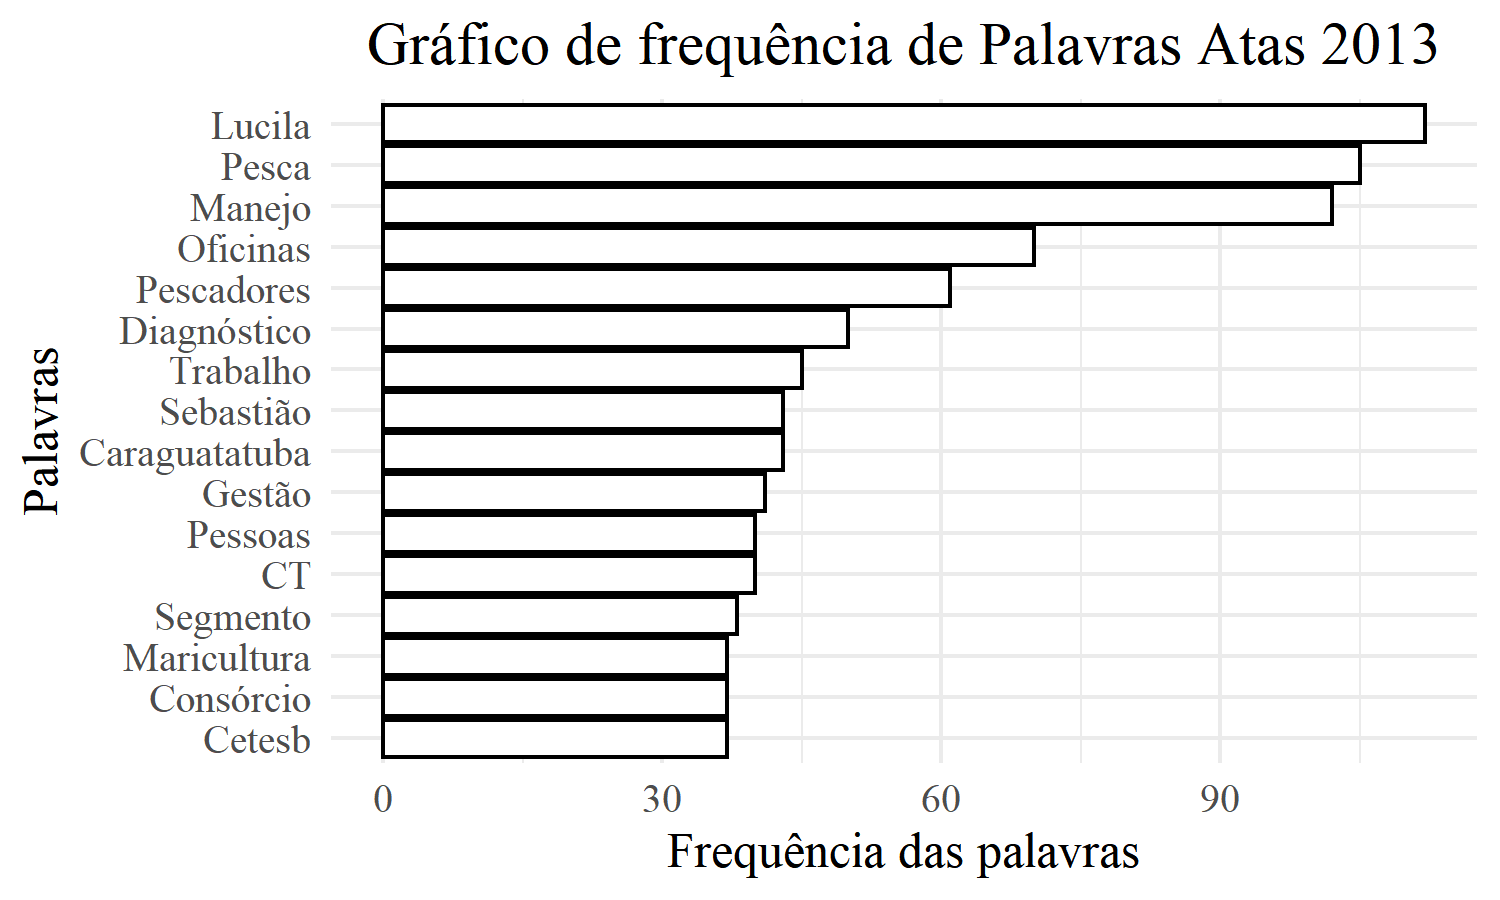 Gráfico de frequência de Palavras Atas 2013
Palavras
Lucila
Pesca
Manejo
Oficinas
Pescadores
Diagnóstico
Trabalho
Sebastião
Caraguatatuba
Gestão
Pessoas
CT
Segmento
Maricultura
Consórcio
Cetesb
0 30 60 90
Frequência das palavras